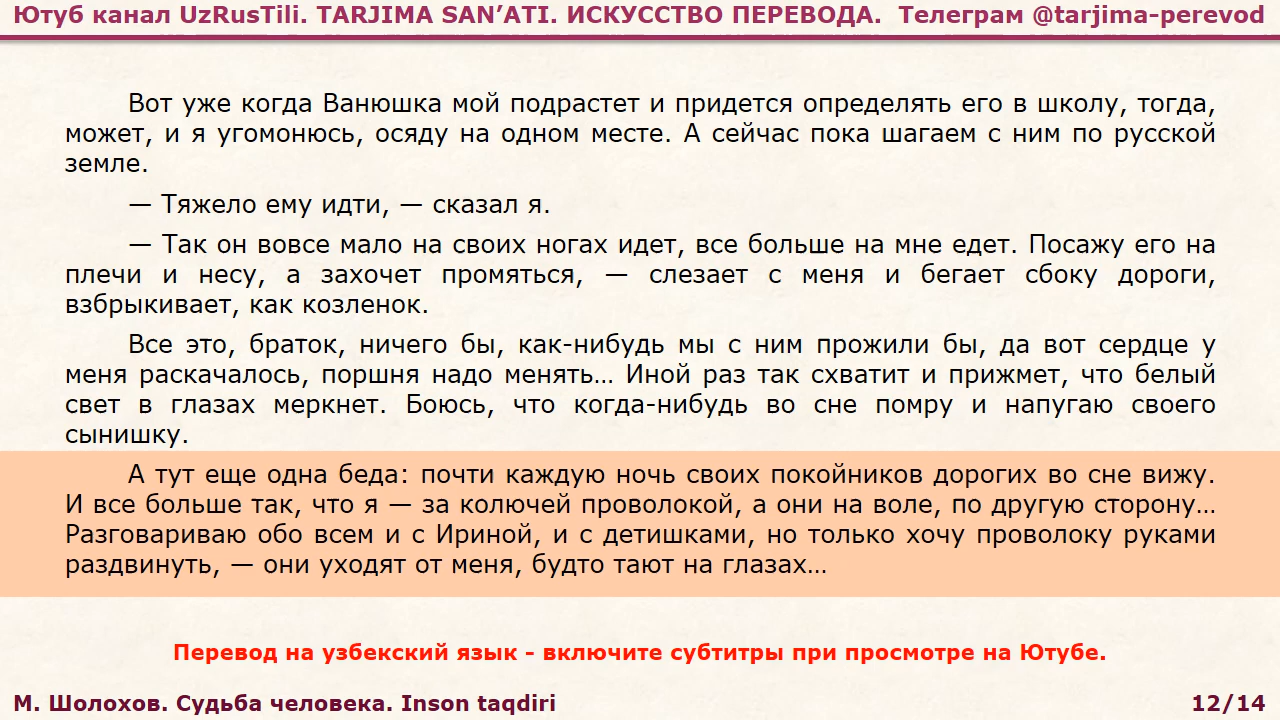 Ютуб канал UzRusTili. TARJIMA SANʼATI. ИСКУССТВО ПЕРЕВОДА. Телеграм @tarjima-perevod
Вот уже когда Ванюшка мой подрастет и придется определять его в школу, тогда,
может, и я угомонюсь, осяду на одном месте. А сейчас пока шагаем с ним по русской
земле.
— Тяжело ему идти, — сказал я.
— Так он вовсе мало на своих ногах идет, все больше на мне едет. Посажу его на
плечи и несу, а захочет промяться, — слезает с меня и бегает сбоку дороги,
взбрыкивает, как козленок.
Все это, браток, ничего бы, как-нибудь мы с ним прожили бы, да вот сердце у
меня раскачалось, поршня надо менять… Иной раз так схватит и прижмет, что белый
свет в глазах меркнет. Боюсь, что когда-нибудь во сне помру и напугаю своего
сынишку.
А тут еще одна беда: почти каждую ночь своих покойников дорогих во сне вижу.
И все больше так, что я — за колючей проволокой, а они на воле, по другую сторону…
Разговариваю обо всем и с Ириной, и с детишками, но только хочу проволоку руками
раздвинуть, — они уходят от меня, будто тают на глазах…
Перевод на узбекский язык - включите субтитры при просмотре на Ютубе.
М. Шолохов. Судьба человека. Inson taqdiri
12/14